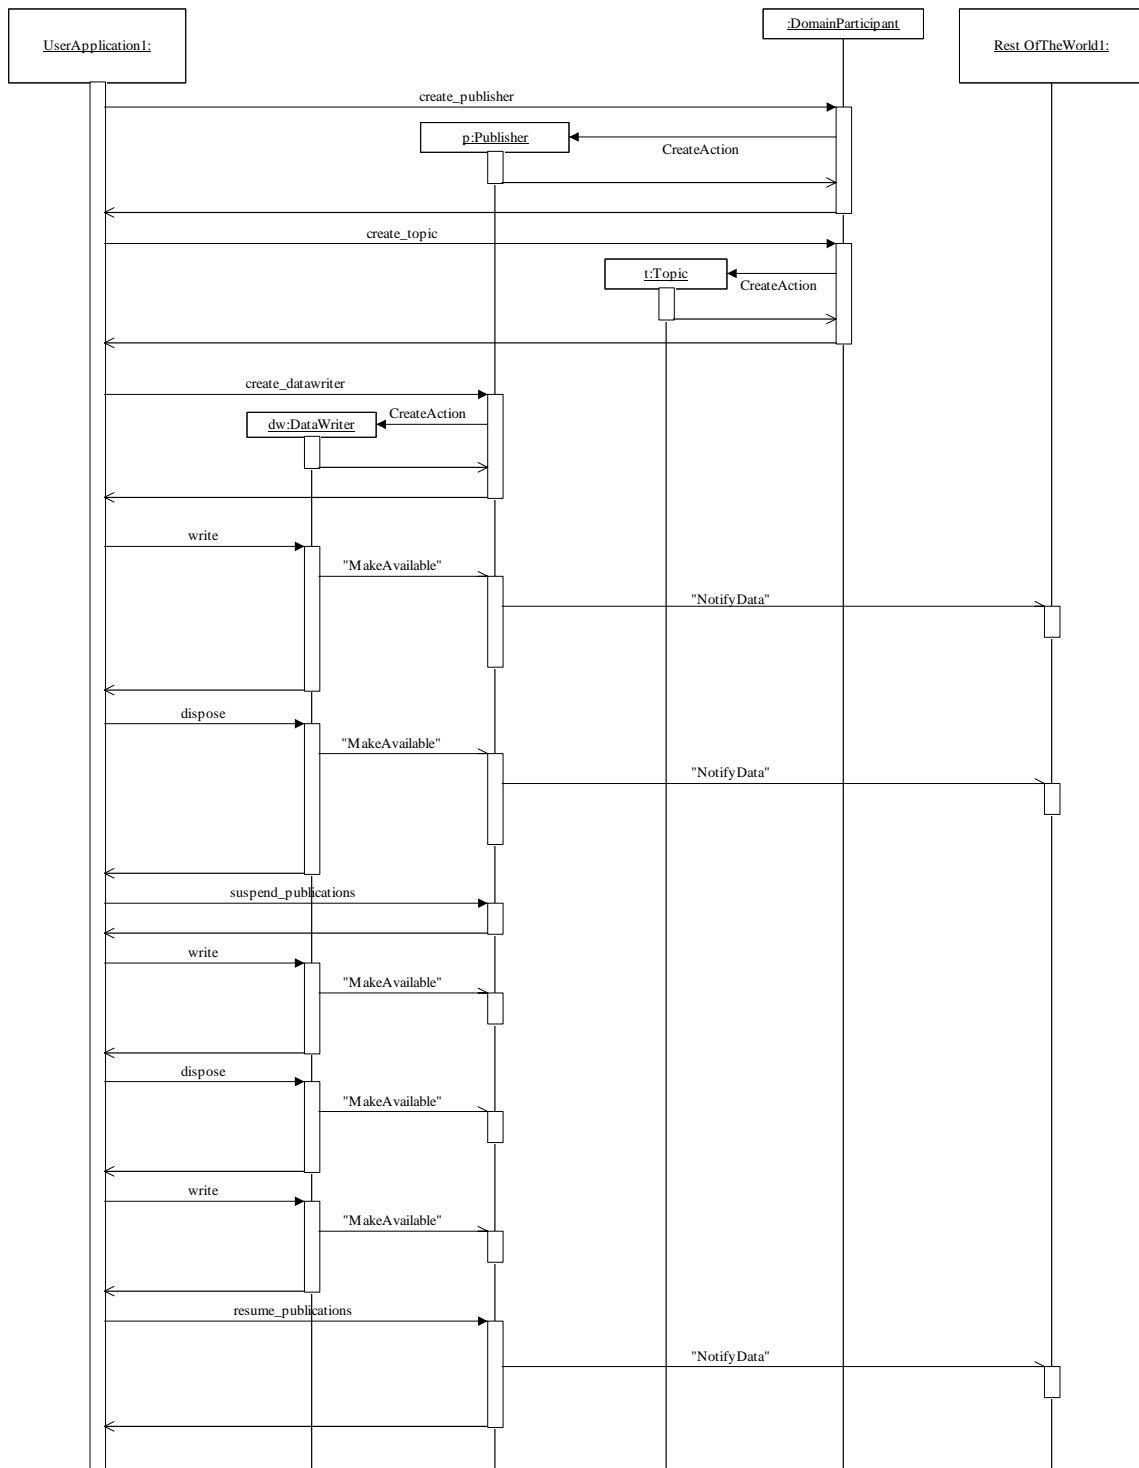 :DomainParticipant
UserApplication1:
Rest OfTheWorld1:
create_publisher
p:Publisher
CreateAction
create_topic
t:Topic
CreateAction
create_datawriter
CreateAction
dw:DataWriter
write
"MakeAvailable"
"NotifyData"
dispose
"MakeAvailable"
"NotifyData"
suspend_publications
write
"MakeAvailable"
dispose
"MakeAvailable"
write
"MakeAvailable"
resume_publications
"NotifyData"